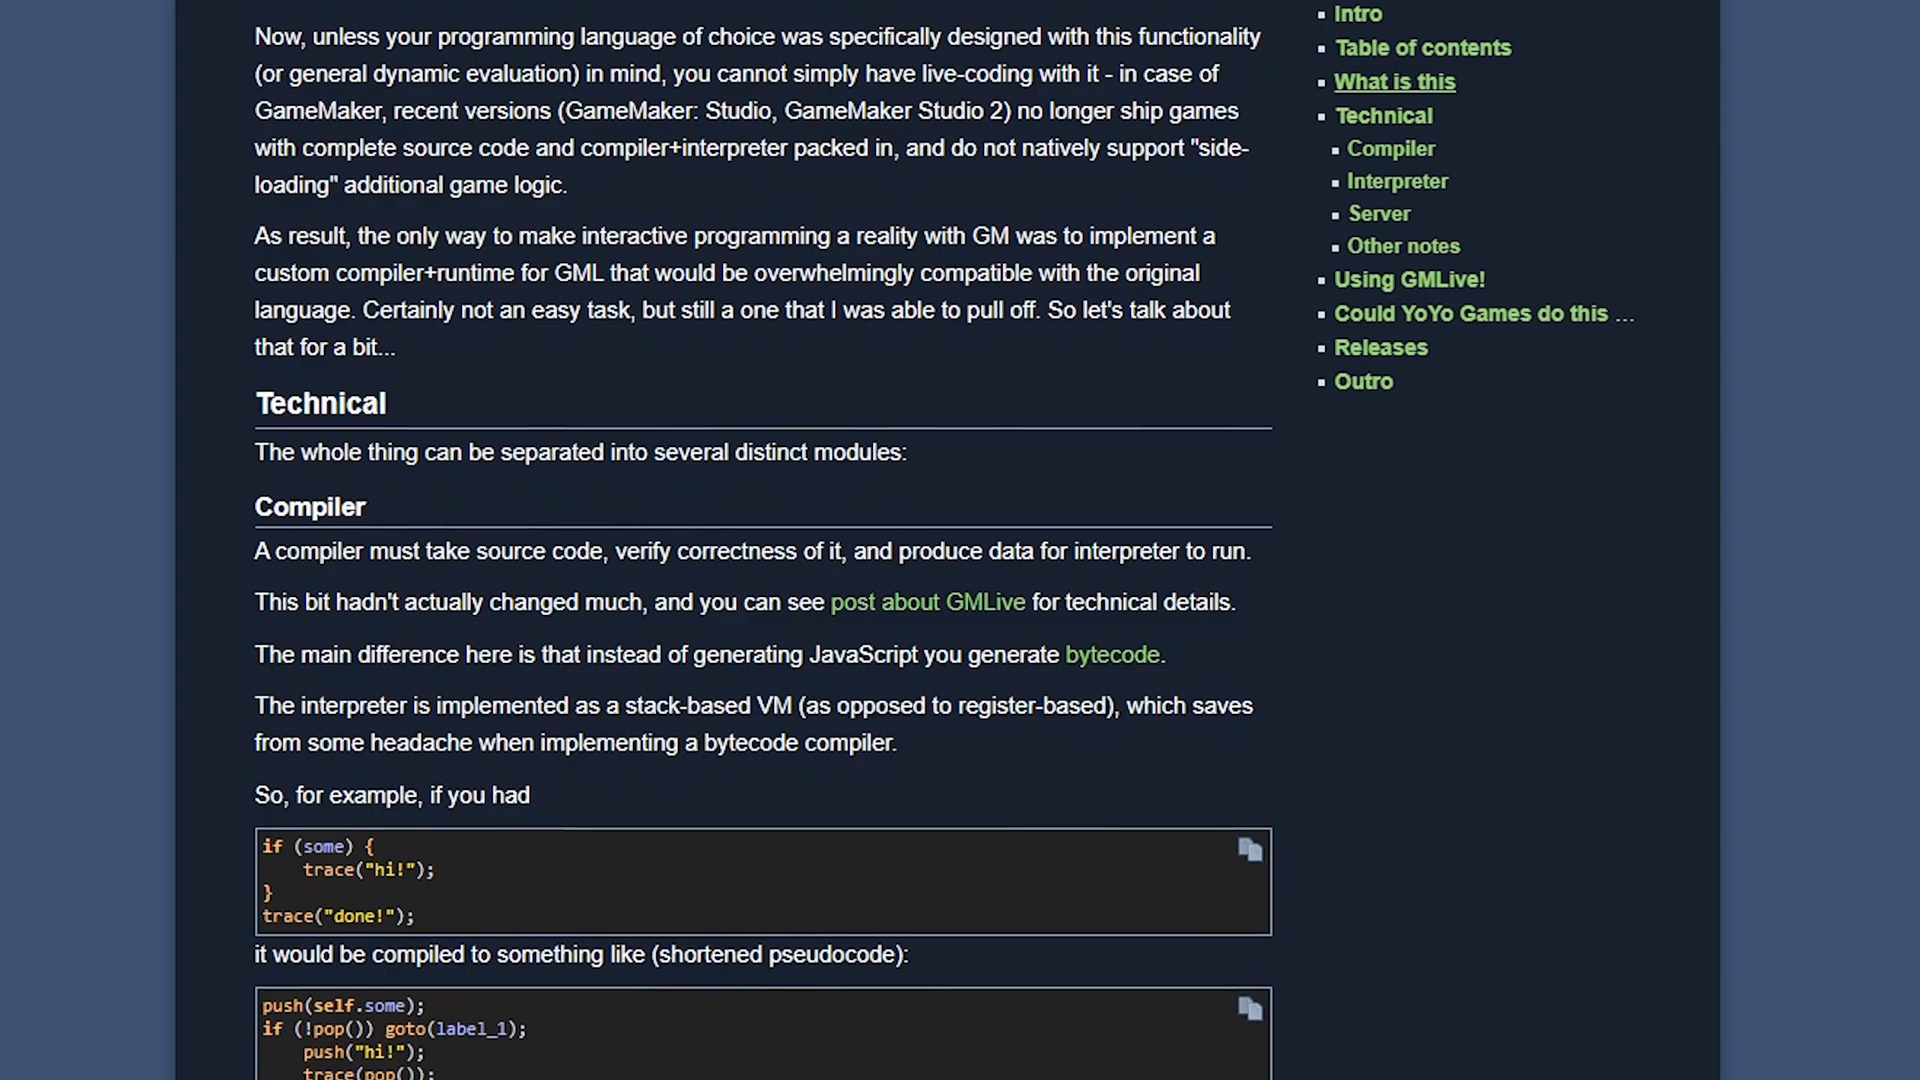 Now, unless your programming language of choice was specifically designed with this functionality
(or general dynamic evaluation) in mind, you cannot simply have live-coding with it - in case of
GameMaker, recent versions (GameMaker: Studio, GameMaker Studio 2) no longer ship games
with complete source code and compiler+interpreter packed in, and do not natively support "side-
loading" additional game logic.
As result, the only way to make interactive programming a reality with GM was to implement a
custom compiler+runtime for GML that would be overwhelmingly compatible with the original
language. Certainly not an easy task, but still a one that I was able to pull off. So let's talk about
that for a bit...
Technical
The whole thing can be separated into several distinct modules:
Compiler
A compiler must take source code, verify correctness of it, and produce data for interpreter to run.
This bit hadn't actually changed much, and you can see post about GMLive for technical details.
The main difference here is that instead of generating JavaScript you generate bytecode.
The interpreter is implemented as a stack-based VM (as opposed to register-based), which saves
from some headache when implementing a bytecode compiler.
So, for example, if you had
if (some) {
    trace("hi!");
}
trace("done!");
it would be compiled to something like (shortened pseudocode):
push(self.some);
if (!pop()) goto(label_1);
    push("hi!");
    trace(pop());
Intro
Table of contents
What is this
Technical
Compiler
Interpreter
Server
Other notes
Using GMLive!
Could YoYo Games do this ...
Releases
Outro